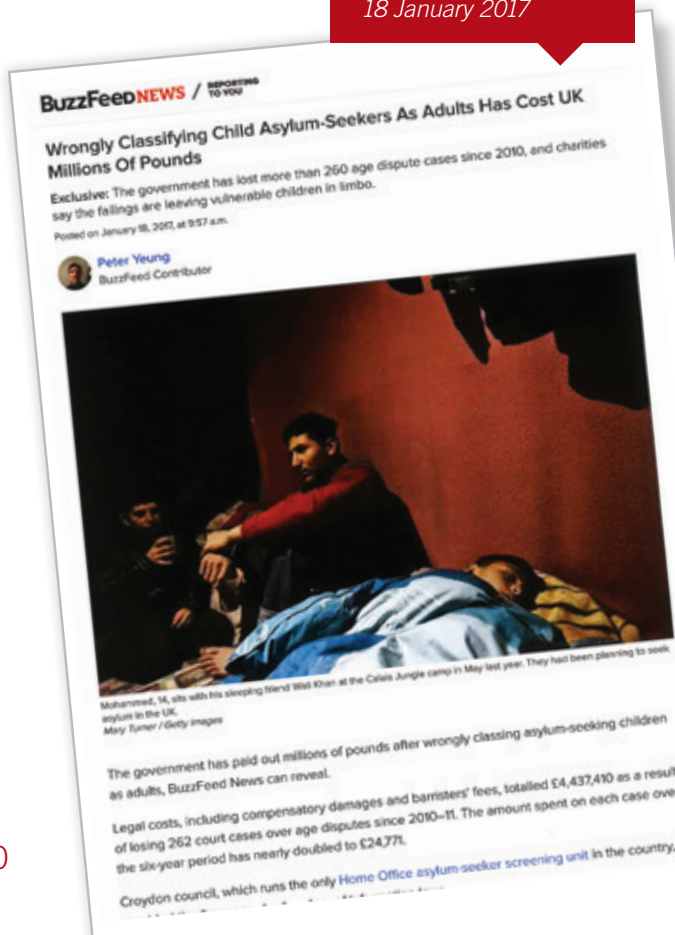 18 January 2017
BuzzFeedNEWS / REPORTING TO YOU
Wrongly Classifying Child Asylum-Seekers As Adults Has Cost UK
Millions Of Pounds
Exclusive: The government has lost more than 260 age dispute cases since 2010, and charities
say the failings are leaving vulnerable children in limbo.
Posted on January 18, 2017, at 9:57 a.m.
Peter Yeung
BuzzFeed Contributor
Mohammed, 14, sits with his sleeping friend Wali Khan at the Calais Jungle camp in May last year. They had been planning to seek
asylum in the UK.
Mary Turner / Getty Images
The government has paid out millions of pounds after wrongly classing asylum-seeking children
as adults, BuzzFeed News can reveal.
Legal costs, including compensatory damages and barristers' fees, totalled £4,437,410 as a result
of losing 262 court cases over age disputes since 2010–11. The amount spent on each case over
the six-year period has nearly doubled to £24,771.
0
Croydon council, which runs the only Home Office asylum-seeker screening unit in the country,